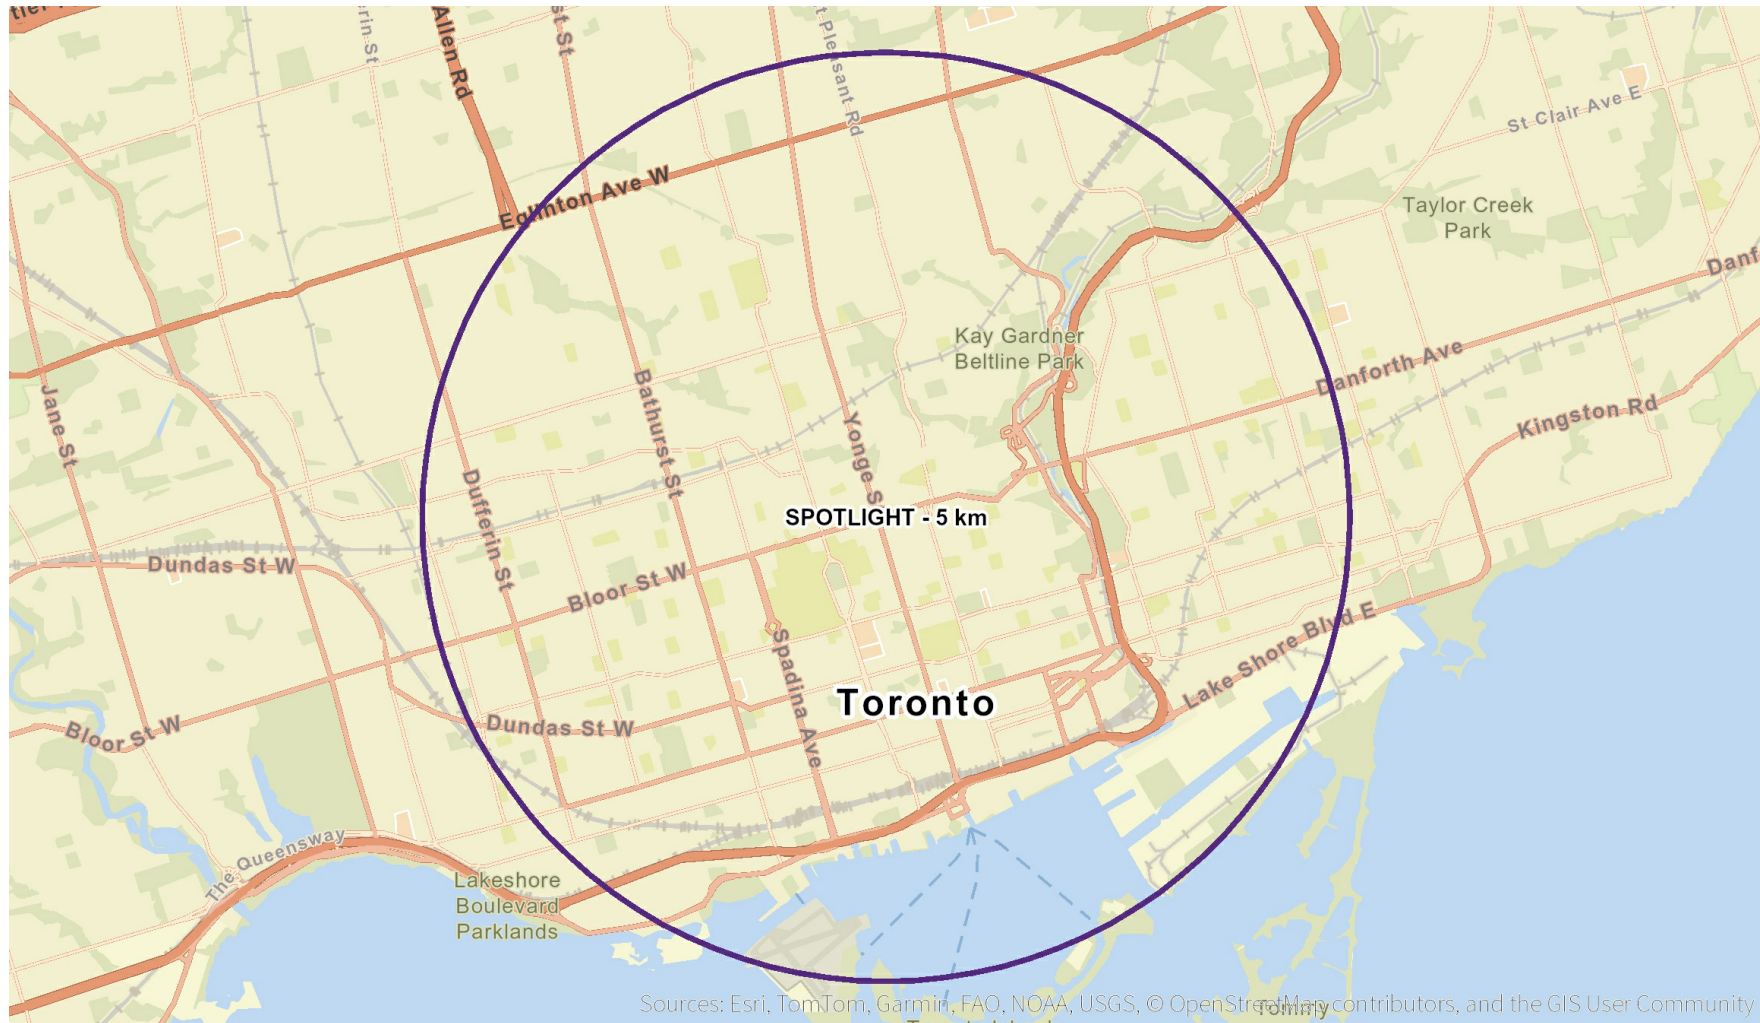 Allen Rd
St Clair Ave E
Eglinton Ave W
Taylor Creek
Park
Kay Gardner
Beltline Park
Danforth Ave
Kingston Rd
Jane St
Bathurst St
Yonge St
Dufferin St
SPOTLIGHT - 5 km
Dundas St W
Bloor St W
Lake Shore Blvd E
Spadina Ave
Toronto
Bloor St W
Dundas St W
The Queensway
Lakeshore
Boulevard
Parklands
Sources: Esri, TomTom, Garmin, FAO, NOAA, USGS, © OpenStreetMap contributors, and the GIS User Community